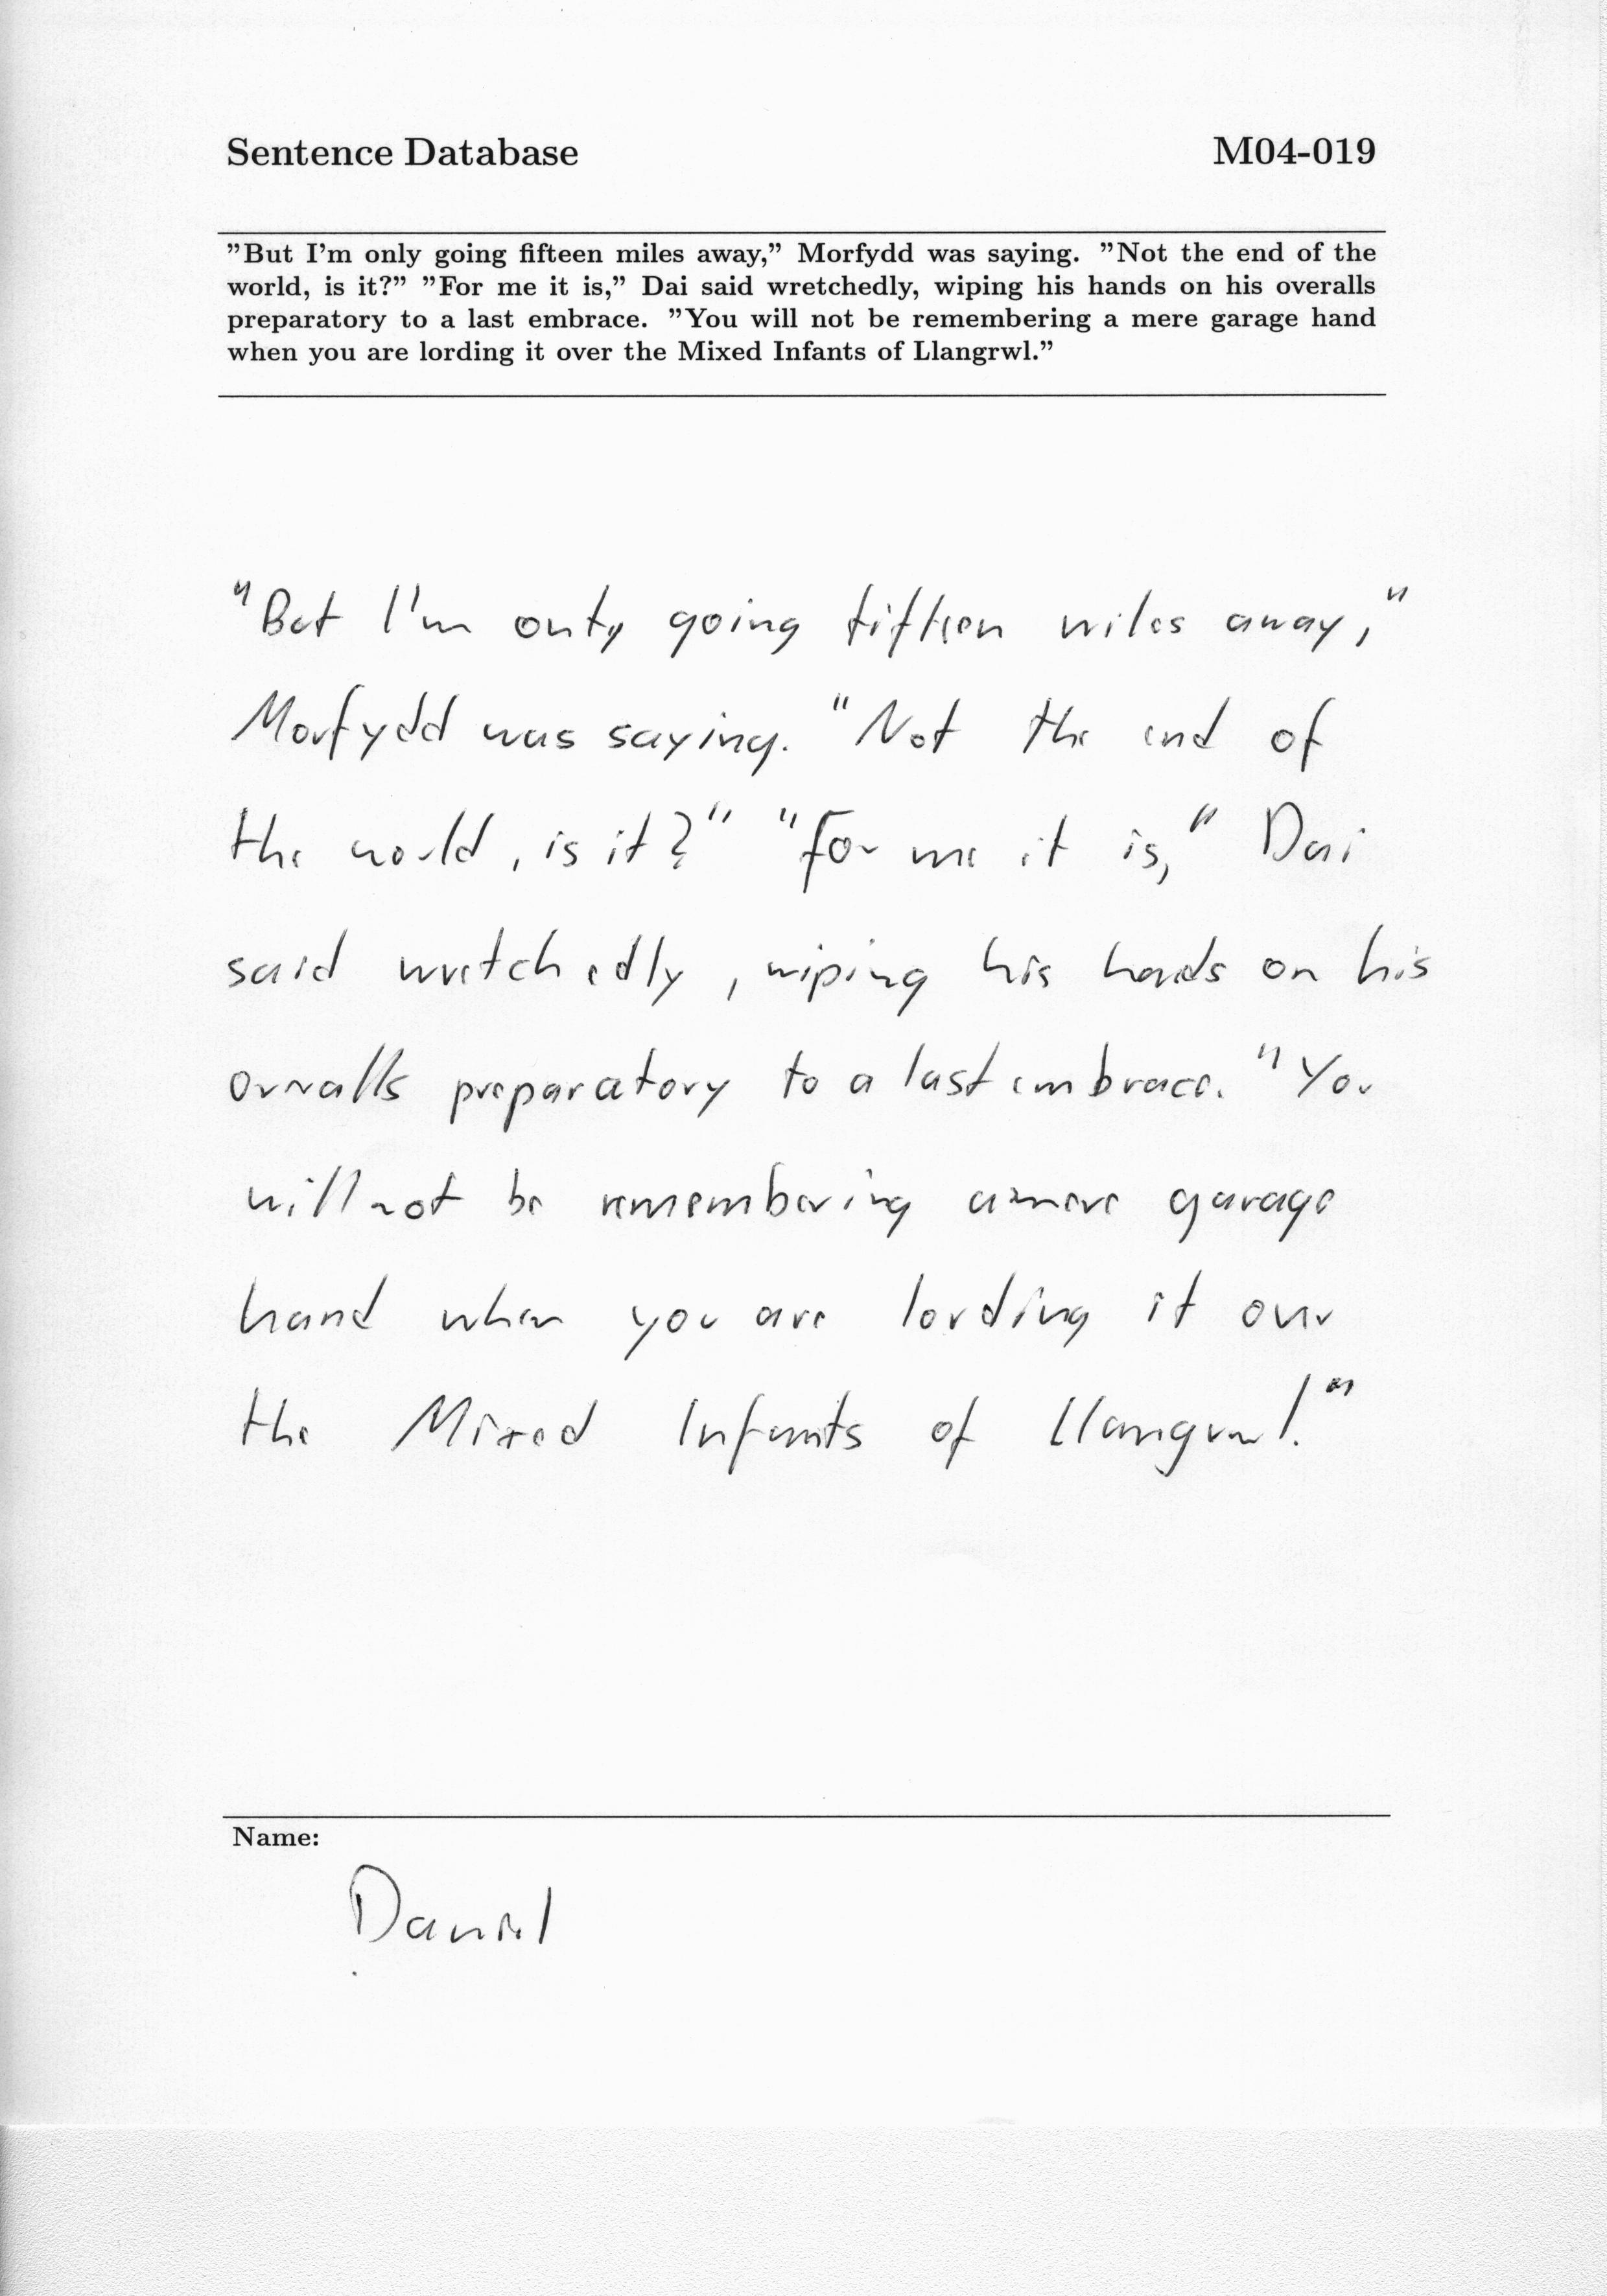 Sentence Database M04-019
”But I’m only going fifteen miles away,” Morfydd was saying. ”Not the end of the
world, is it?” ”For me it is,” Dai said wretchedly, wiping his hands on his overalls
preparatory to a last embrace. ”You will not be remembering a mere garage hand
when you are lording it over the Mixed Infants of Llangrwl.”
"But I'm only going fifteen miles away,"
Morfydd was saying. "Not the end of
the world, is it?" "For me it is," Dai
said wretchedly, wiping his hands on his
overalls preparatory to a last embrace. "You
will not be remembering a mere garage
hand when you are lording it over
the Mixed Infants of Llangrwl."
Name:
Daniel